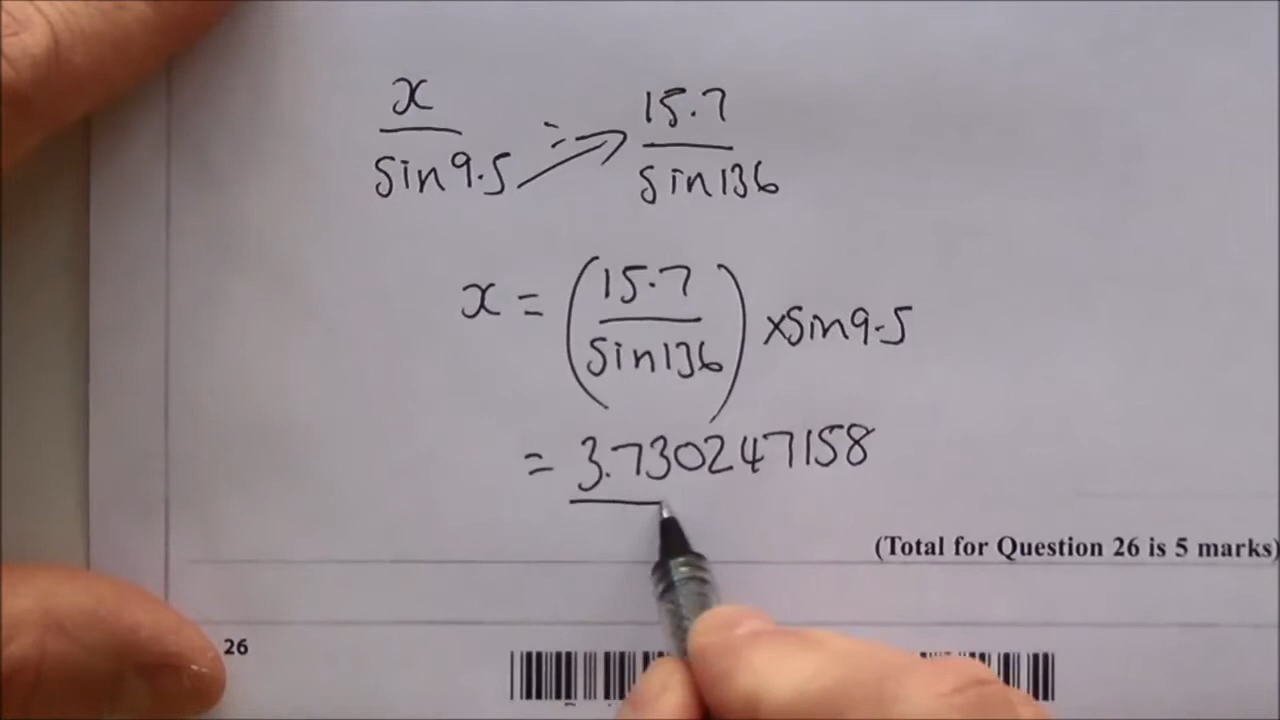 x = 15.7
sin9.5 sin136
x = (15.7) × sin9.5
sin136
= 3.730247158
(Total for Question 26 is 5 marks)
26